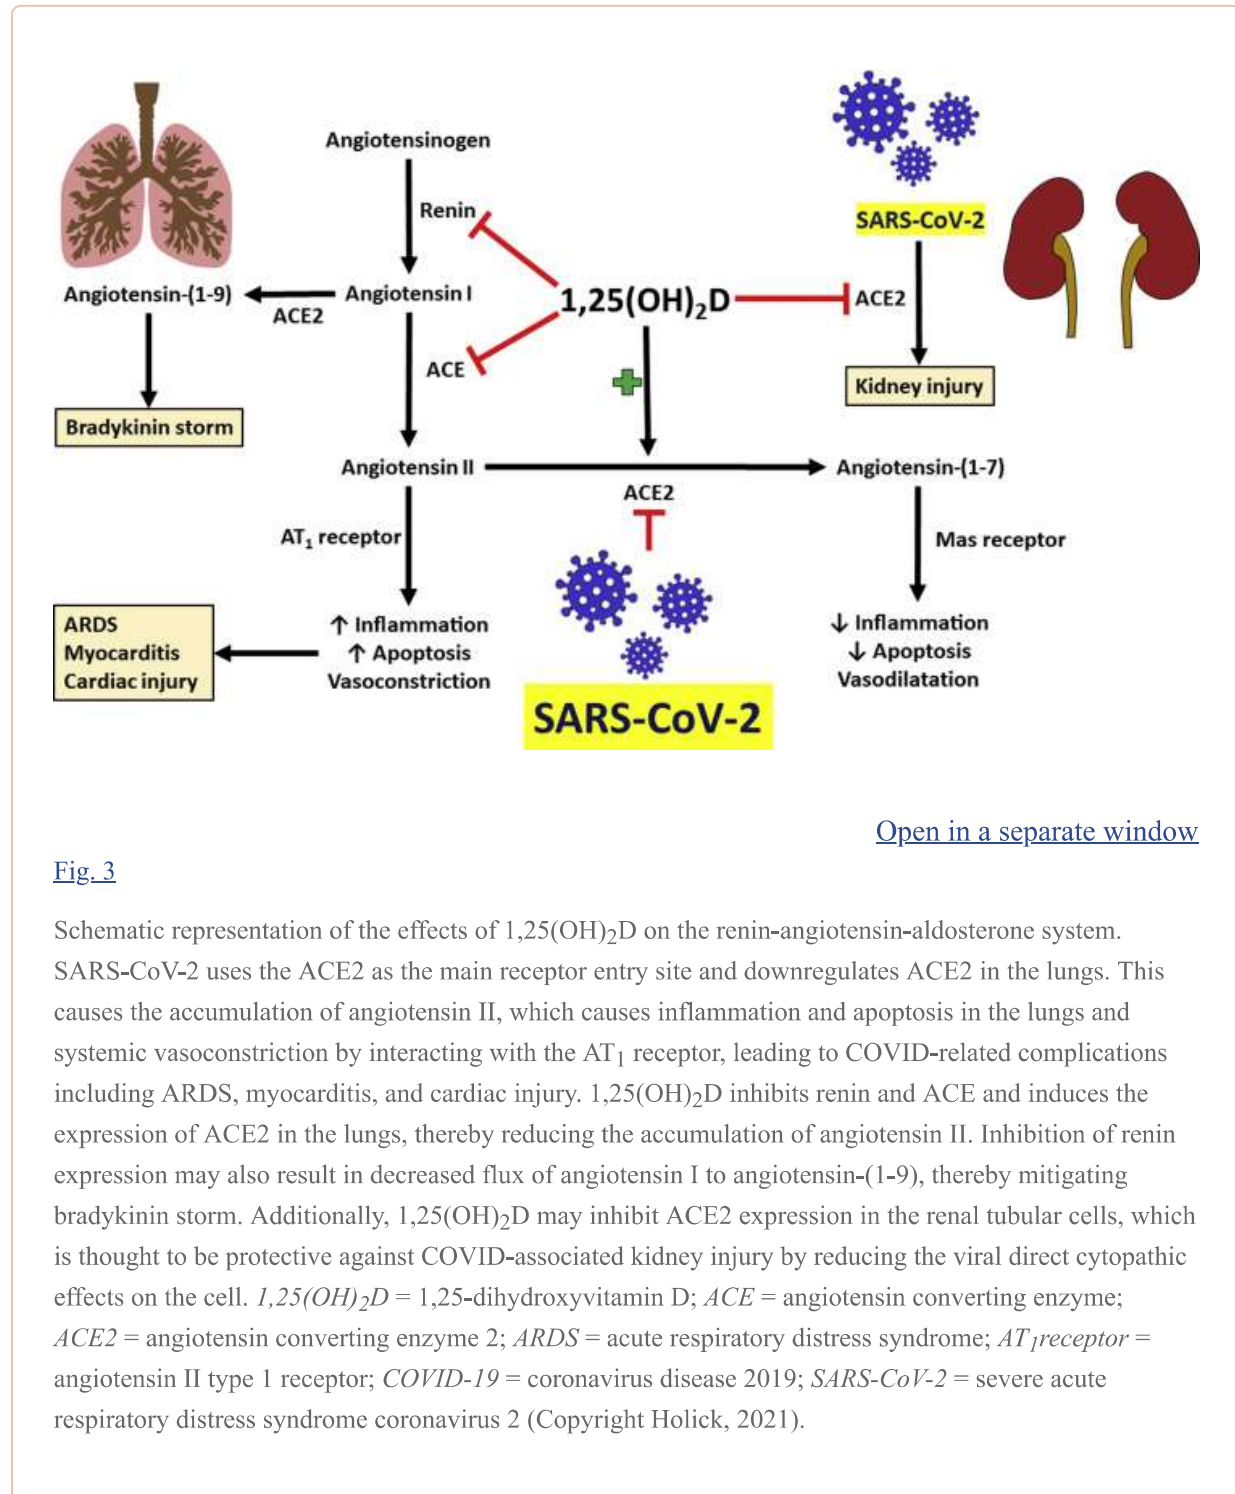 Angiotensinogen
Renin
SARS-CoV-2
Angiotensin-(1-9)
ACE2
Angiotensin I
1,25(OH)₂D
ACE2
ACE
Kidney injury
Bradykinin storm
Angiotensin II
ACE2
Angiotensin-(1-7)
AT₁ receptor
Mas receptor
ARDS
Myocarditis
Cardiac injury
↑ Inflammation
↑ Apoptosis
Vasoconstriction
↓ Inflammation
↓ Apoptosis
Vasodilatation
SARS-CoV-2
Open in a separate window
Fig. 3
Schematic representation of the effects of 1,25(OH)₂D on the renin-angiotensin-aldosterone system.
SARS-CoV-2 uses the ACE2 as the main receptor entry site and downregulates ACE2 in the lungs. This
causes the accumulation of angiotensin II, which causes inflammation and apoptosis in the lungs and
systemic vasoconstriction by interacting with the AT₁ receptor, leading to COVID-related complications
including ARDS, myocarditis, and cardiac injury. 1,25(OH)₂D inhibits renin and ACE and induces the
expression of ACE2 in the lungs, thereby reducing the accumulation of angiotensin II. Inhibition of renin
expression may also result in decreased flux of angiotensin I to angiotensin-(1-9), thereby mitigating
bradykinin storm. Additionally, 1,25(OH)₂D may inhibit ACE2 expression in the renal tubular cells, which
is thought to be protective against COVID-associated kidney injury by reducing the viral direct cytopathic
effects on the cell. 1,25(OH)₂D = 1,25-dihydroxyvitamin D; ACE = angiotensin converting enzyme;
ACE2 = angiotensin converting enzyme 2; ARDS = acute respiratory distress syndrome; AT₁receptor =
angiotensin II type 1 receptor; COVID-19 = coronavirus disease 2019; SARS-CoV-2 = severe acute
respiratory distress syndrome coronavirus 2 (Copyright Holick, 2021).